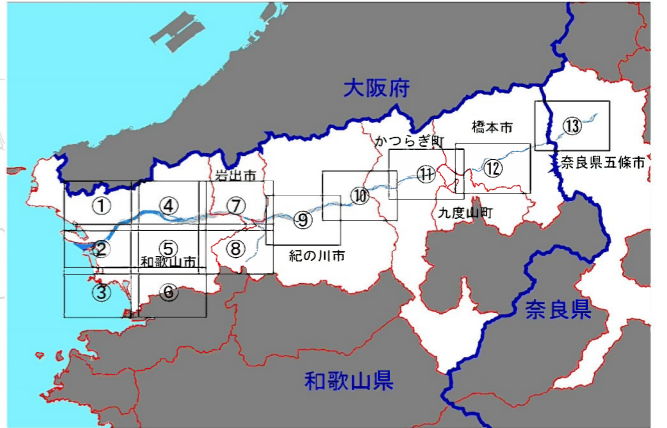 大阪府
橋本市
かつらぎ町
⑬
奈良県五條市
岩出市
⑪
⑫
①
④
⑦
⑨
⑩
九度山町
②
⑤
和歌山市
⑧
紀の川市
③
⑥
奈良県
和歌山県